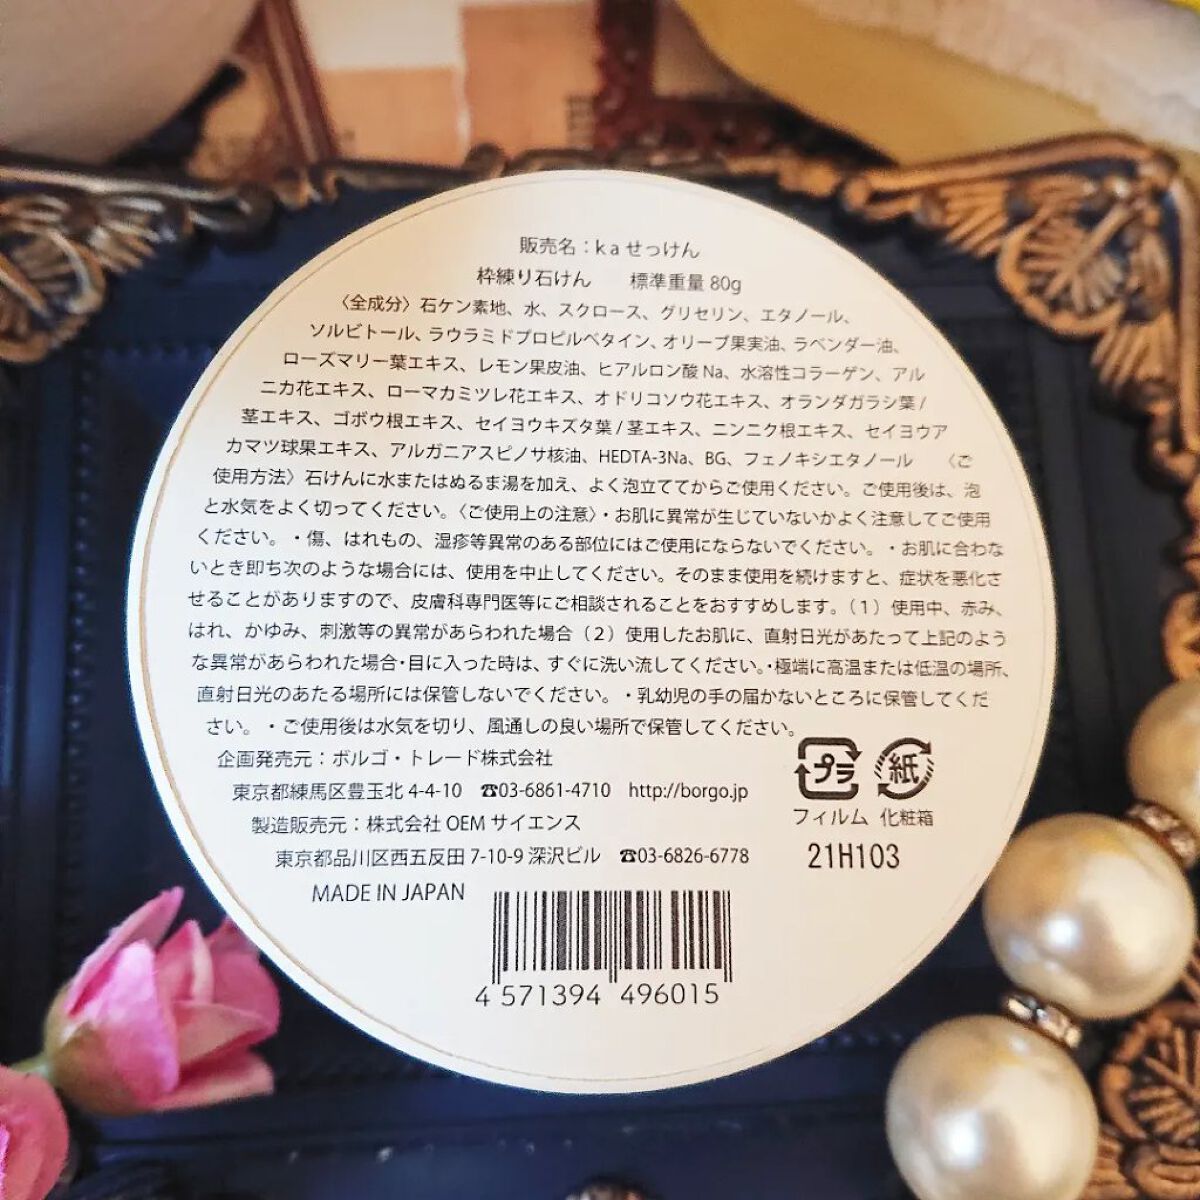 販売名：kaせっけん
枠練り石けん　標準重量 80g
〈全成分〉石ケン素地、水、スクロース、グリセリン、エタノール、
ソルビトール、ラウラミドプロピルベタイン、オリーブ果実油、ラベンダー油、
ローズマリー葉エキス、レモン果皮油、ヒアルロン酸 Na、水溶性コラーゲン、アル
ニカ花エキス、ローマカミツレ花エキス、オドリコソウ花エキス、オランダガラシ葉 /
茎エキス、ゴボウ根エキス、セイヨウキズタ葉 / 茎エキス、ニンニク根エキス、セイヨウア
カマツ球果エキス、アルガニアスピノサ核油、HEDTA-3Na、BG、フェノキシエタノール　〈ご
使用方法〉石けんに水またはぬるま湯を加え、よく泡立ててからご使用ください。ご使用後は、泡
と水気をよく切ってください。〈ご使用上の注意〉・お肌に異常が生じていないかよく注意してご使用
ください。・傷、はれもの、湿疹等異常のある部位にはご使用にならないでください。・お肌に合わな
いとき即ち次のような場合には、使用を中止してください。そのまま使用を続けますと、症状を悪化さ
せることがありますので、皮膚科専門医等にご相談されることをおすすめします。（1）使用中、赤み、
はれ、かゆみ、刺激等の異常があらわれた場合（2）使用したお肌に、直射日光があたって上記のよう
な異常があらわれた場合・目に入った時は、すぐに洗い流してください。・極端に高温または低温の場所、
直射日光のあたる場所には保管しないでください。・乳幼児の手の届かないところに保管してくだ
さい。・ご使用後は水気を切り、風通しの良い場所で保管してください。
企画発売元：ボルゴ・トレード株式会社
東京都練馬区豊玉北 4-4-10　☎03-6861-4710　http://borgo.jp
製造販売元：株式会社 OEM サイエンス
東京都品川区西五反田 7-10-9 深沢ビル　☎03-6826-6778
MADE IN JAPAN
プラ 紙
フィルム 化粧箱
21H103
4 571394 496015